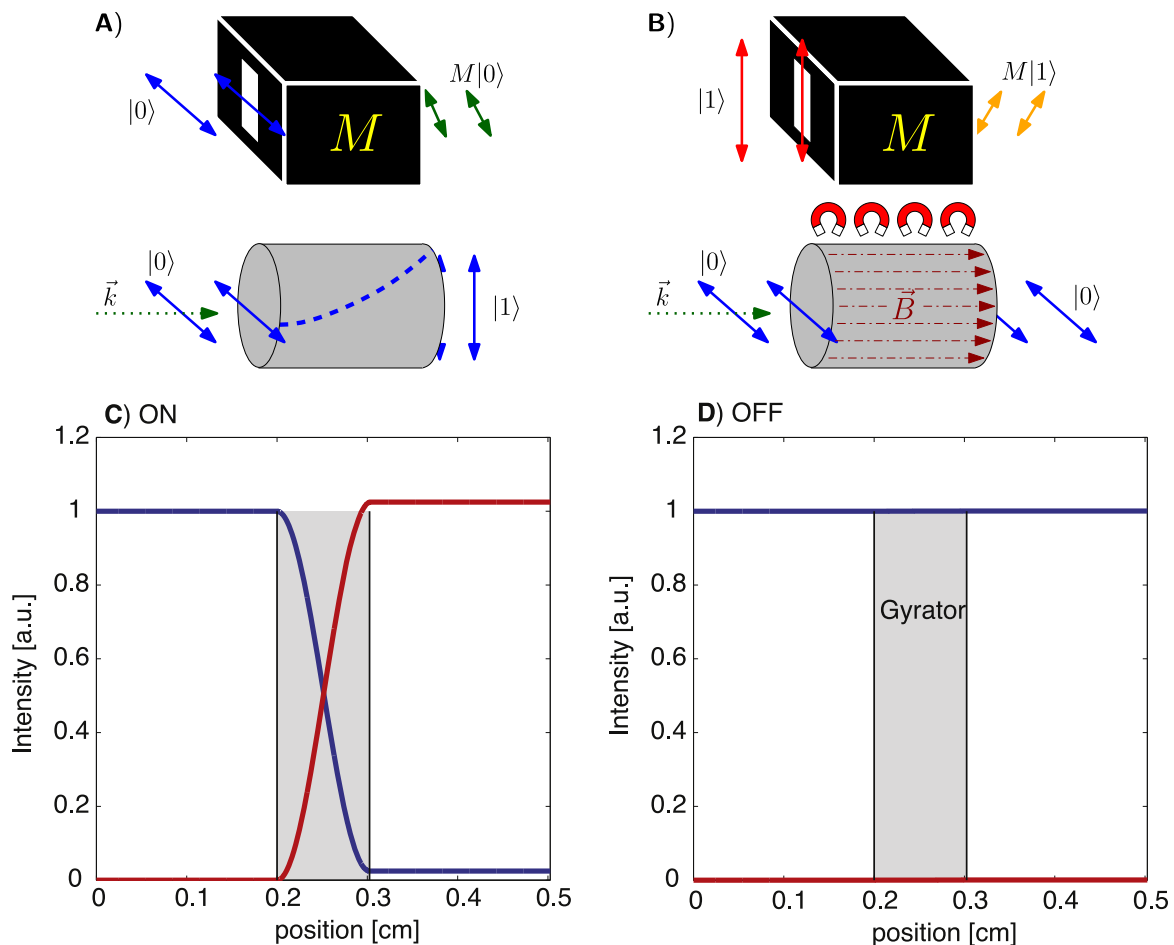 A)
|0⟩
M
M|0⟩
B)
|1⟩
M
M|1⟩
|0⟩
k⃗
|1⟩
|0⟩
k⃗
B⃗
|0⟩
C) ON
1.2
1
0.8
0.6
0.4
0.2
0
Intensity [a.u.]
0
0.1
0.2
0.3
0.4
0.5
position [cm]
D) OFF
1.2
1
0.8
0.6
0.4
0.2
0
Intensity [a.u.]
Gyrator
0
0.1
0.2
0.3
0.4
0.5
position [cm]